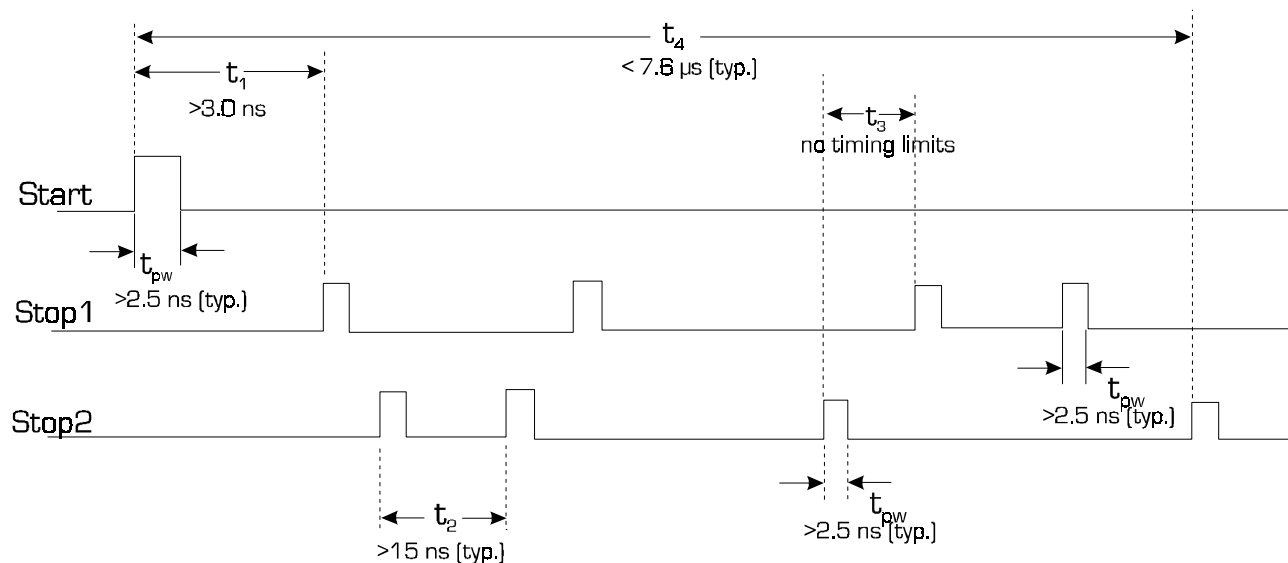 t4
< 7.6 µs (typ.)
t1
>3.0 ns
t3
no timing limits
Start
tpw
>2.5 ns (typ.)
Stop1
tpw
>2.5 ns (typ.)
Stop2
t2
>15 ns (typ.)
tpw
>2.5 ns (typ.)